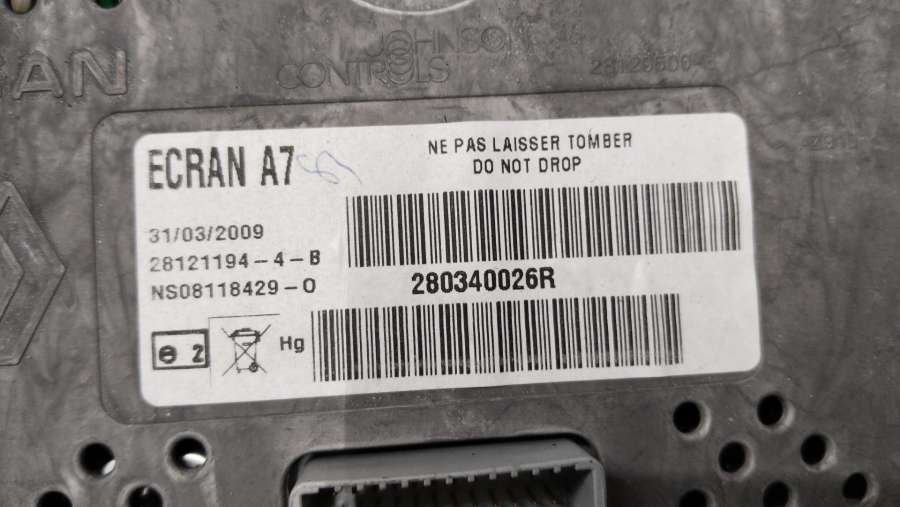 JOHNSON
CONTROLS
ECRAN A7
NE PAS LAISSER TOMBER
DO NOT DROP
31/03/2009
28121194-4-B
NS08118429-0
280340026R
e 2
Hg